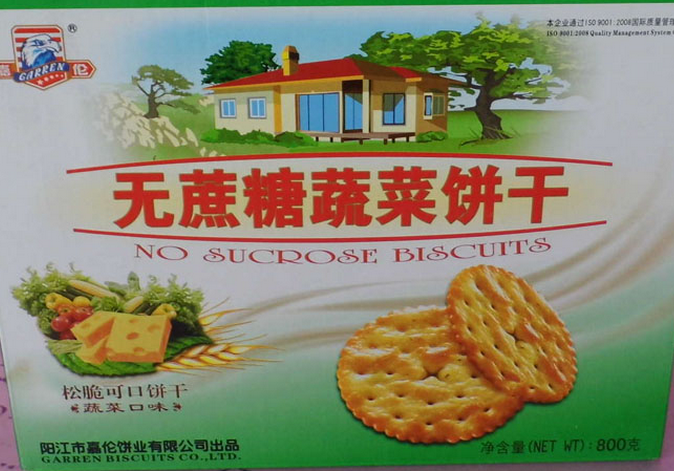 本企业通过ISO 9001:2008国际质量管理
ISO 9001:2008 Quality Management System
嘉 GARREN 伦
®
无蔗糖蔬菜饼干
NO SUCROSE BISCUITS
松脆可口饼干
蔬菜口味
阳江市嘉伦饼业有限公司出品
GARREN BISCUITS CO.,LTD.
净含量(NET WT):800克